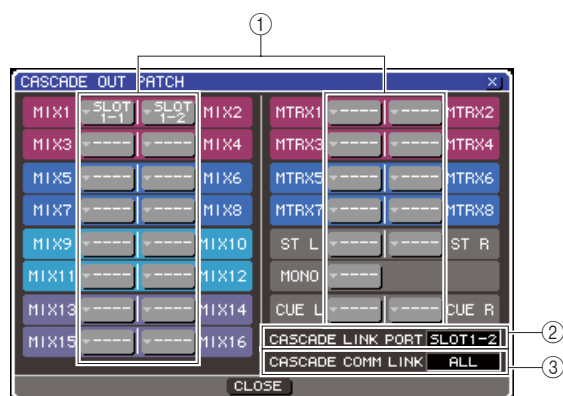 ①
CASCADE OUT PATCH X
MIX1 SLOT 1-1 SLOT 1-2 MIX2 MTRX1 ---- ---- MTRX2
MIX3 ---- ---- MIX4 MTRX3 ---- ---- MTRX4
MIX5 ---- ---- MIX6 MTRX5 ---- ---- MTRX6
MIX7 ---- ---- MIX8 MTRX7 ---- ---- MTRX8
MIX9 ---- ---- MIX10 ST L ---- ---- ST R
MIX11 ---- ---- MIX12 MONO ----
MIX13 ---- ---- MIX14 CUE L ---- ---- CUE R
MIX15 ---- ---- MIX16 CASCADE LINK PORT SLOT1-2 ②
CASCADE COMM LINK ALL ③
CLOSE